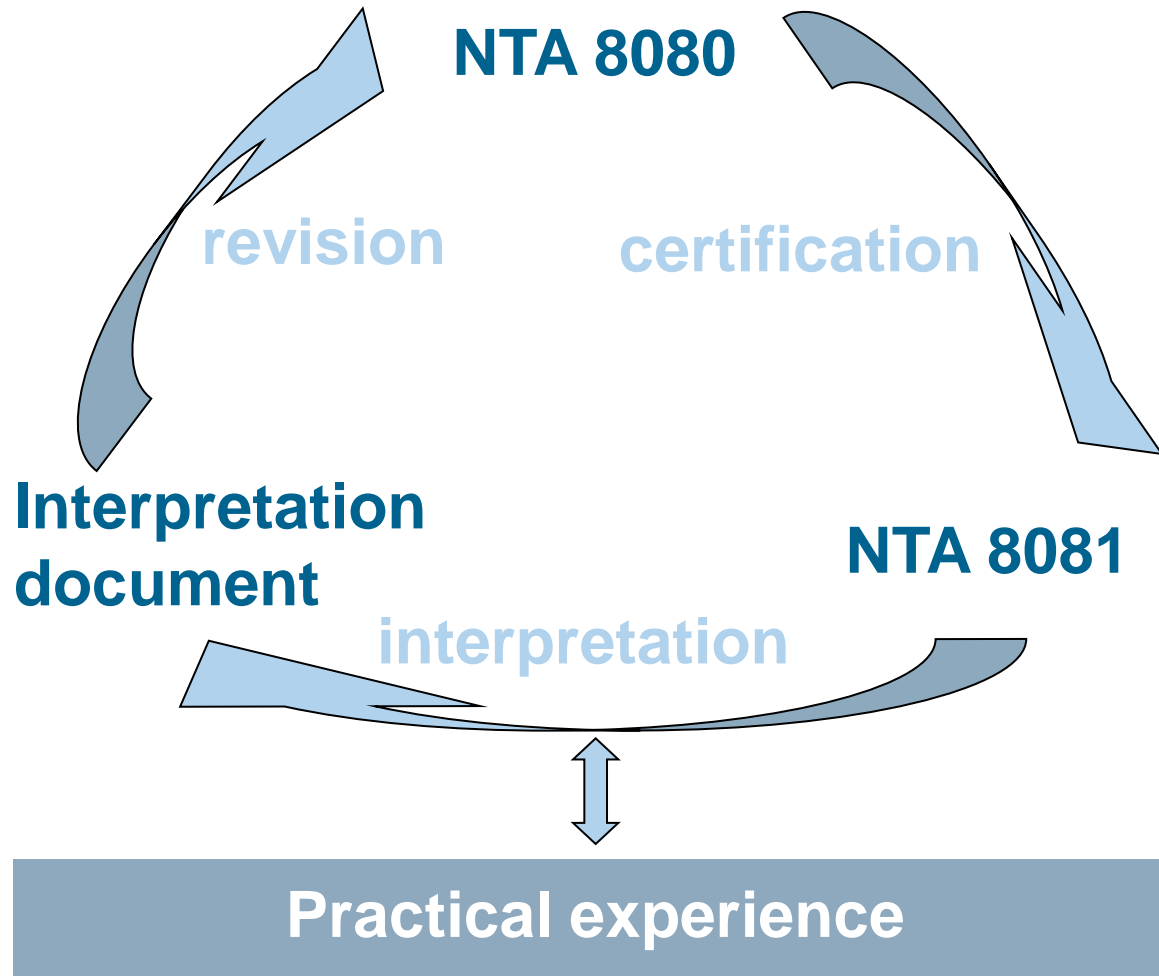 NTA 8080
revision
certification
Interpretation
document
NTA 8081
interpretation
Practical experience